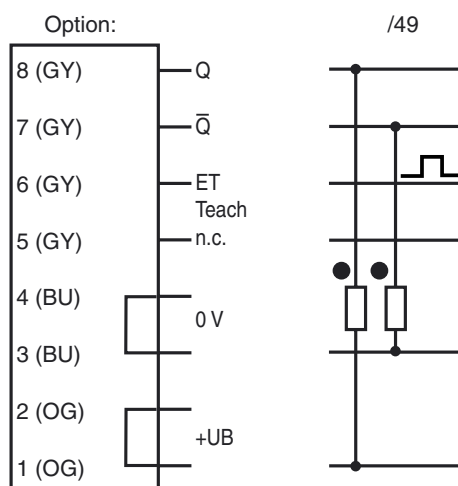 Option: /49
8 (GY) Q
7 (GY) Q̅
6 (GY) ET
Teach
5 (GY) n.c.
4 (BU)
0 V
3 (BU)
2 (OG)
+UB
1 (OG)